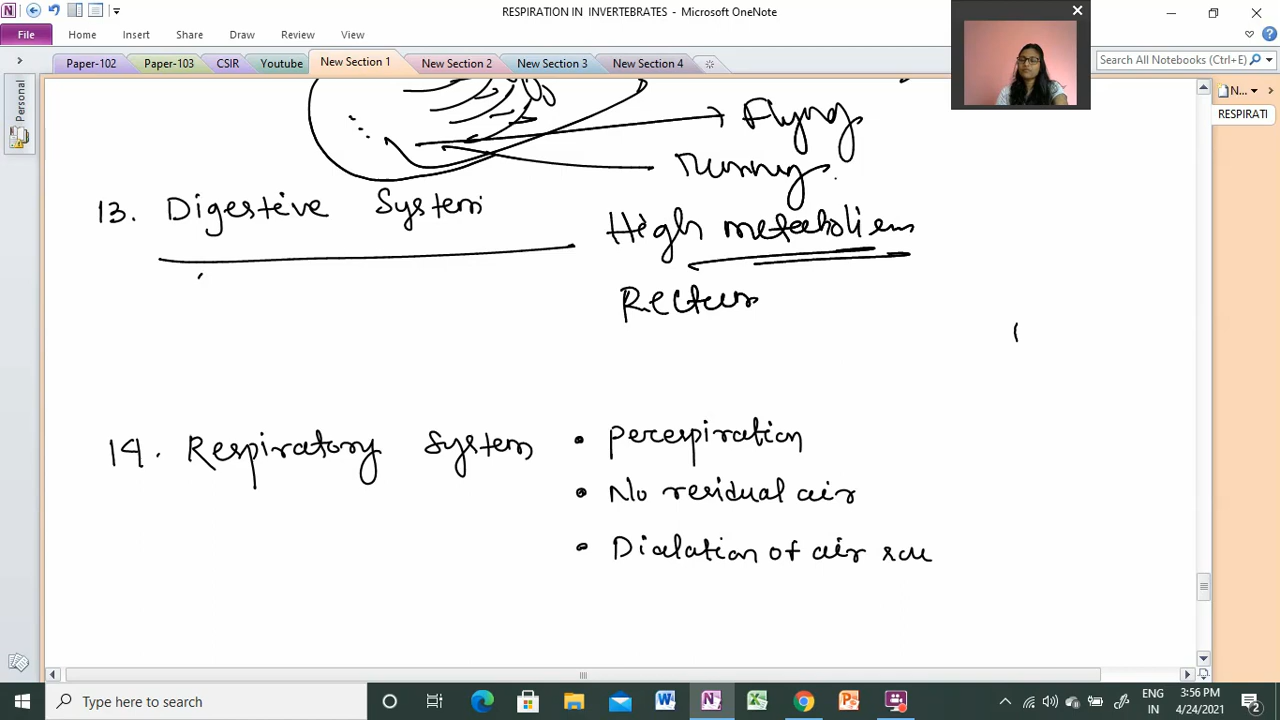 RESPIRATION IN INVERTEBRATES - Microsoft OneNote
File Home Insert Share Draw Review View
Paper-102 Paper-103 CSIR Youtube New Section 1 New Section 2 New Section 3 New Section 4
Search All Notebooks (Ctrl+E)
N...
RESPIRATI
Personal
Flying
running.
13. Digestive System
High metabolism
Rectum
14. Respiratory System
• perespiration
• No residual air
• Dialation of air sac
Type here to search
ENG
IN
3:56 PM
4/24/2021
2